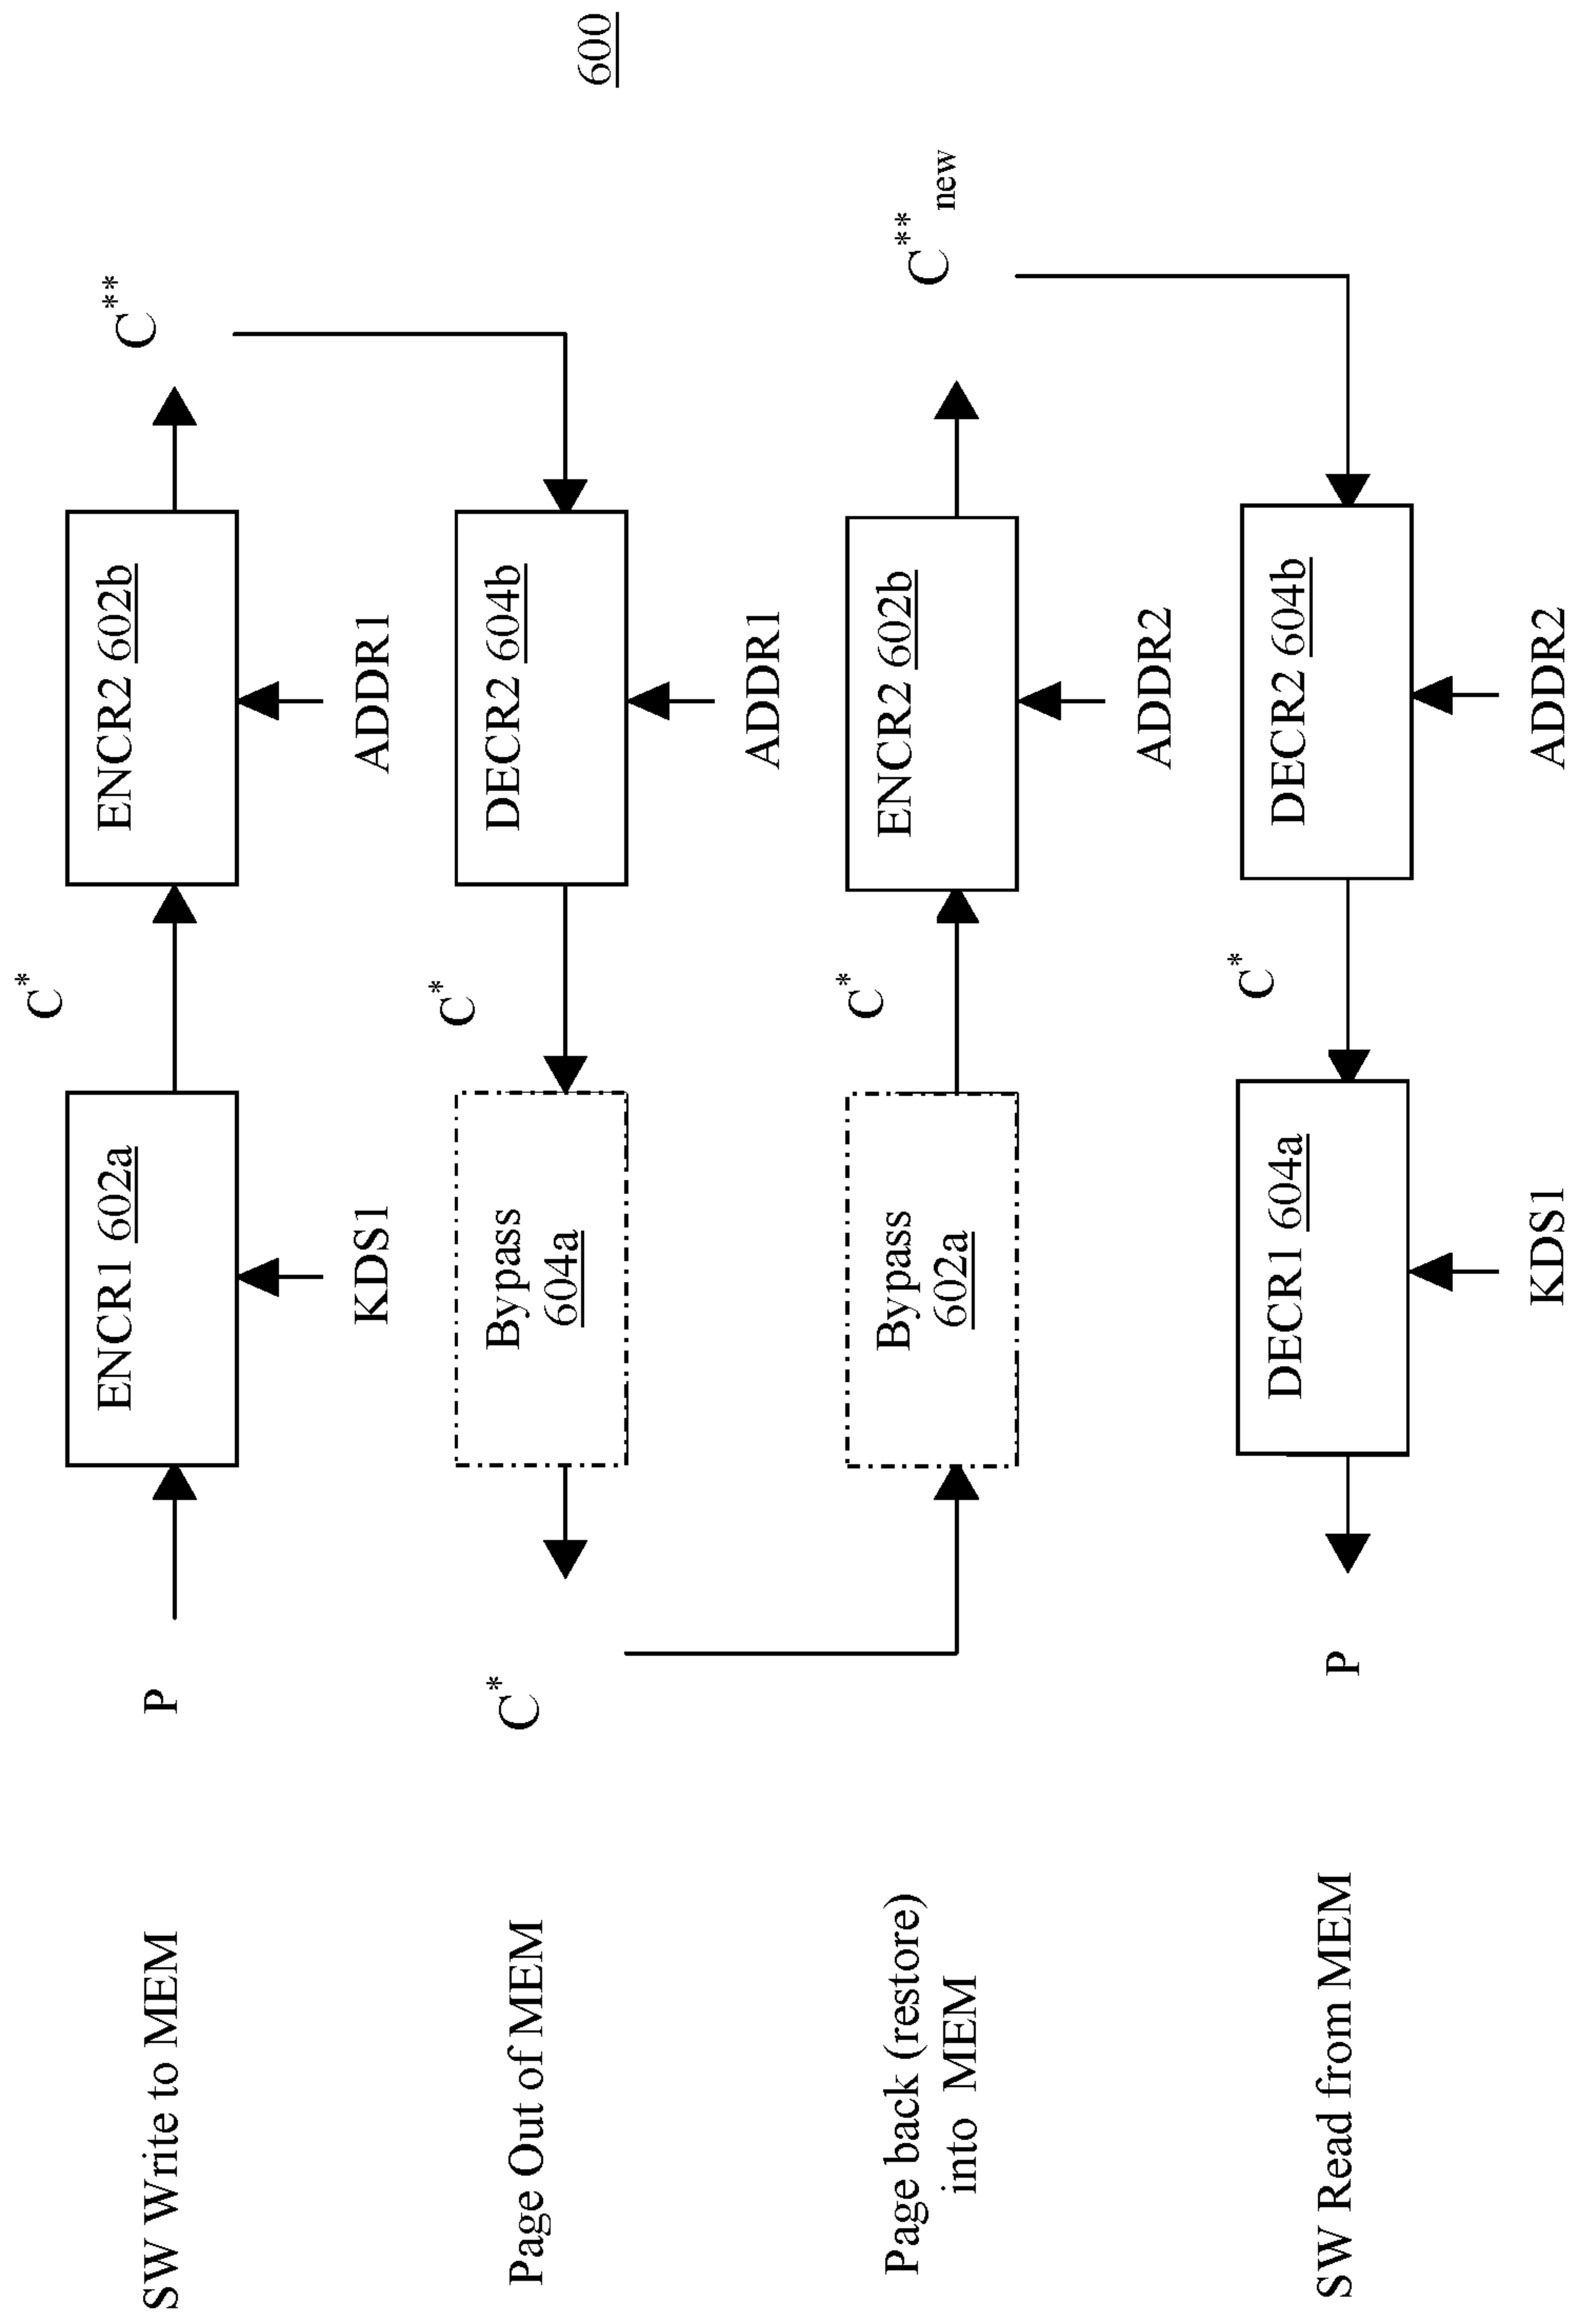 600
SW Write to MEM
P
ENCR1 602a
KDS1
C*
ENCR2 602b
ADDR1
C**
Page Out of MEM
C*
Bypass
604a
C*
DECR2 604b
ADDR1
Page back (restore)
into MEM
Bypass
602a
C*
ENCR2 602b
ADDR2
C** new
SW Read from MEM
P
DECR1 604a
KDS1
C*
DECR2 604b
ADDR2